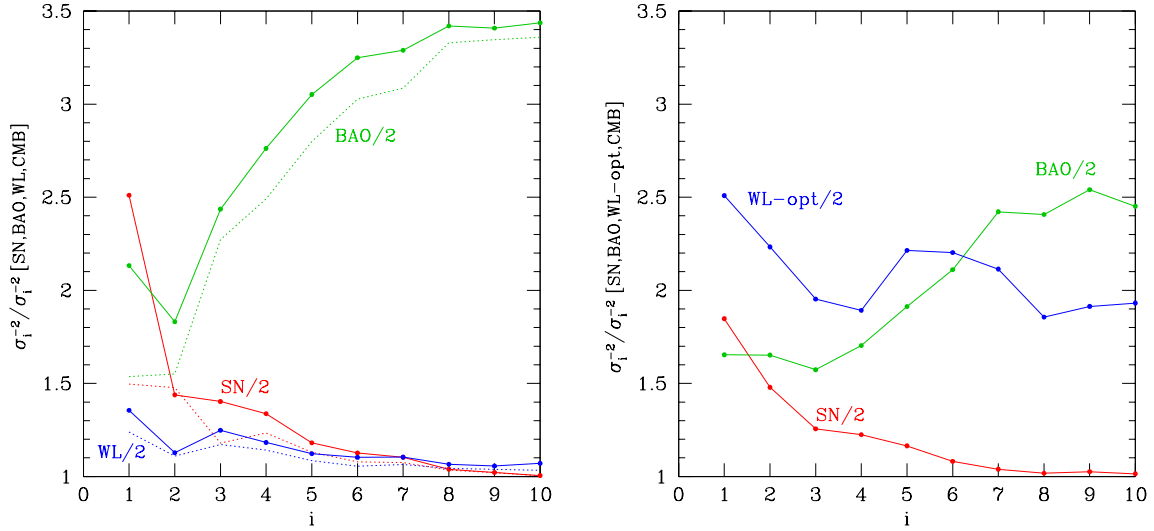 σᵢ⁻²/σᵢ⁻² [SN,BAO,WL,CMB]
3.5
3
2.5
2
1.5
1
BAO/2
SN/2
WL/2
0 1 2 3 4 5 6 7 8 9 10
i
σᵢ⁻²/σᵢ⁻² [SN,BAO,WL-opt,CMB]
3.5
3
2.5
2
1.5
1
BAO/2
WL-opt/2
SN/2
0 1 2 3 4 5 6 7 8 9 10
i